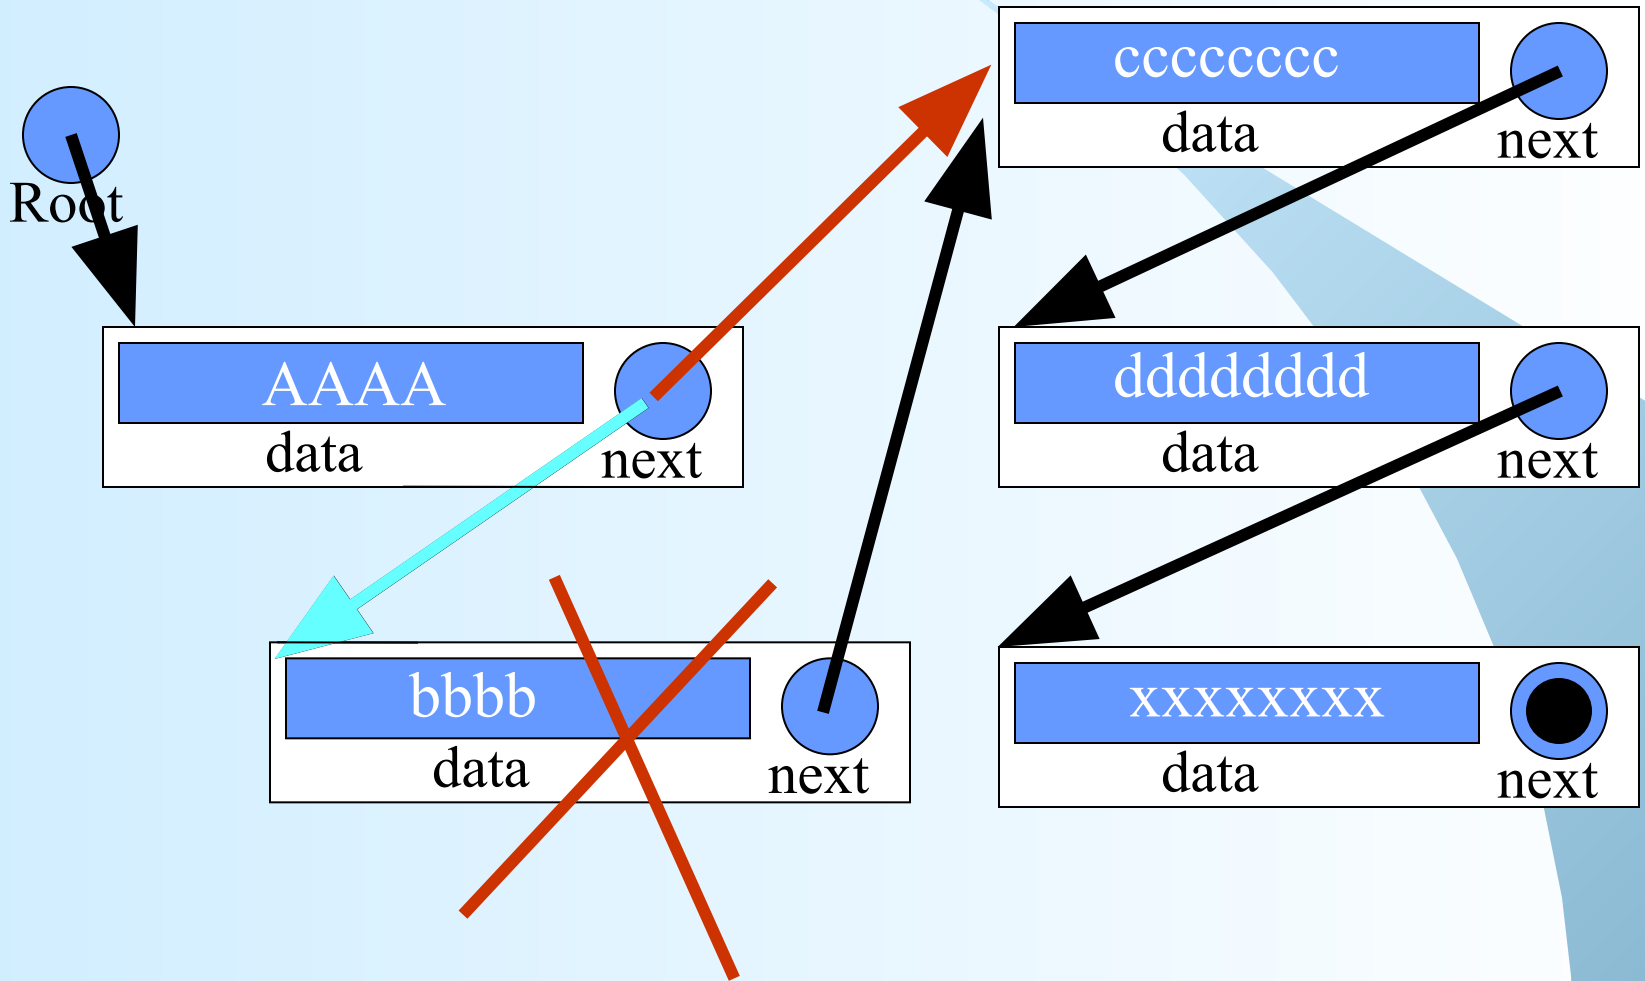 Root
AAAA
data
next
bbbb
data
next
cccccccc
data
next
dddddddd
data
next
xxxxxxxx
data
next